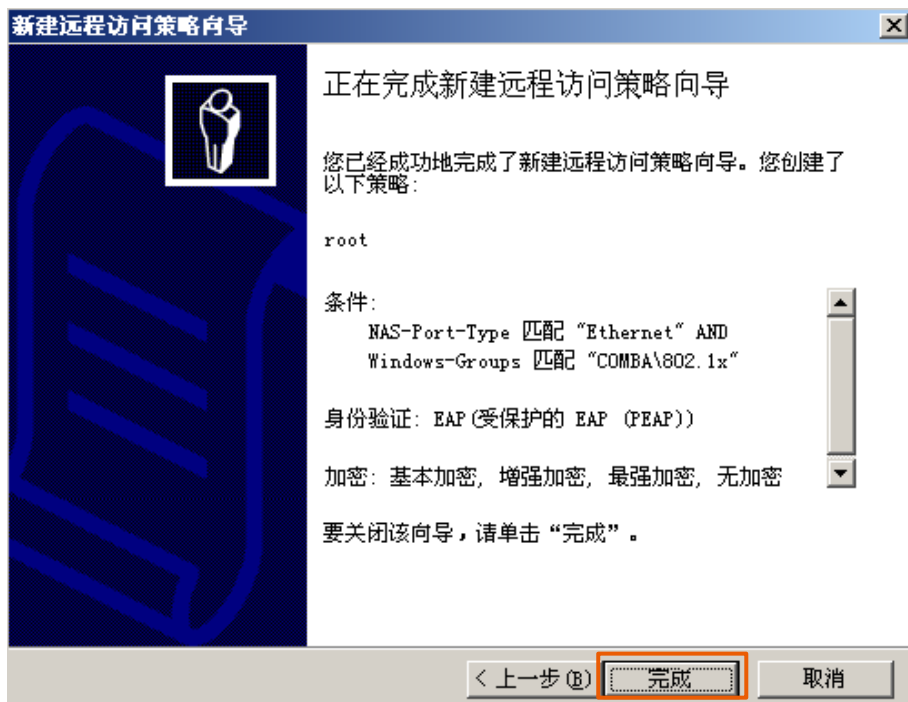 新建远程访问策略向导
正在完成新建远程访问策略向导
您已经成功地完成了新建远程访问策略向导。您创建了
以下策略:
root
条件:
NAS-Port-Type 匹配 "Ethernet" AND
Windows-Groups 匹配 "COMBA\802.1x"
身份验证: EAP(受保护的 EAP (PEAP))
加密: 基本加密, 增强加密, 最强加密, 无加密
要关闭该向导，请单击“完成”。
< 上一步(B) 完成 取消